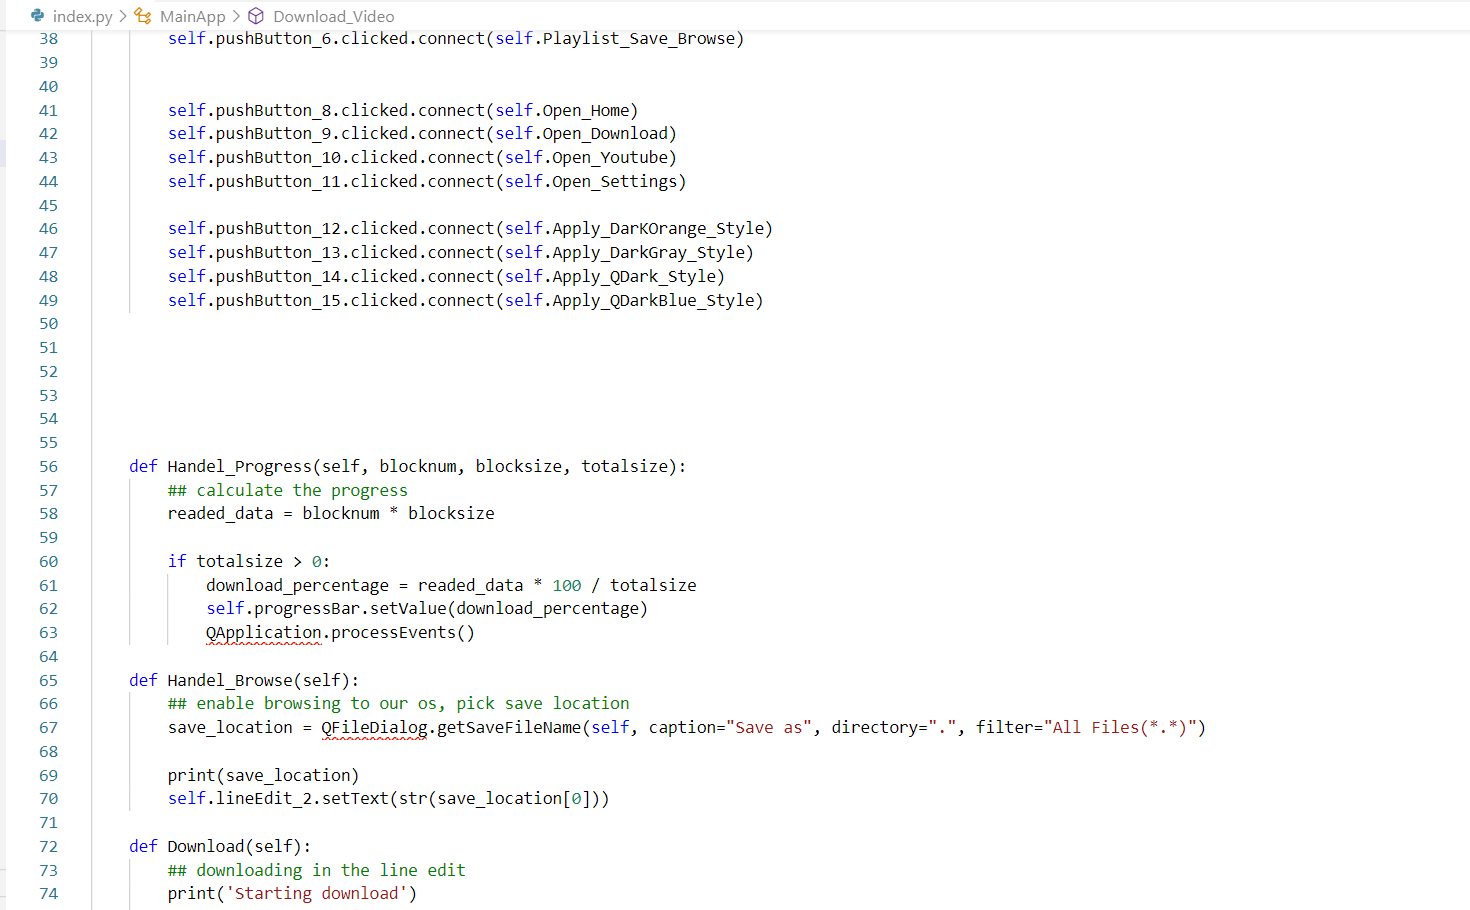 index.py > MainApp > Download_Video
38 self.pushButton_6.clicked.connect(self.Playlist_Save_Browse)
39
40
41 self.pushButton_8.clicked.connect(self.Open_Home)
42 self.pushButton_9.clicked.connect(self.Open_Download)
43 self.pushButton_10.clicked.connect(self.Open_Youtube)
44 self.pushButton_11.clicked.connect(self.Open_Settings)
45
46 self.pushButton_12.clicked.connect(self.Apply_DarKOrange_Style)
47 self.pushButton_13.clicked.connect(self.Apply_DarkGray_Style)
48 self.pushButton_14.clicked.connect(self.Apply_QDark_Style)
49 self.pushButton_15.clicked.connect(self.Apply_QDarkBlue_Style)
50
51
52
53
54
55
56 def Handel_Progress(self, blocknum, blocksize, totalsize):
57 ## calculate the progress
58 readed_data = blocknum * blocksize
59
60 if totalsize > 0:
61 download_percentage = readed_data * 100 / totalsize
62 self.progressBar.setValue(download_percentage)
63 QApplication.processEvents()
64
65 def Handel_Browse(self):
66 ## enable browsing to our os, pick save location
67 save_location = QFileDialog.getSaveFileName(self, caption="Save as", directory=".", filter="All Files(*.*)")
68
69 print(save_location)
70 self.lineEdit_2.setText(str(save_location[0]))
71
72 def Download(self):
73 ## downloading in the line edit
74 print('Starting download')